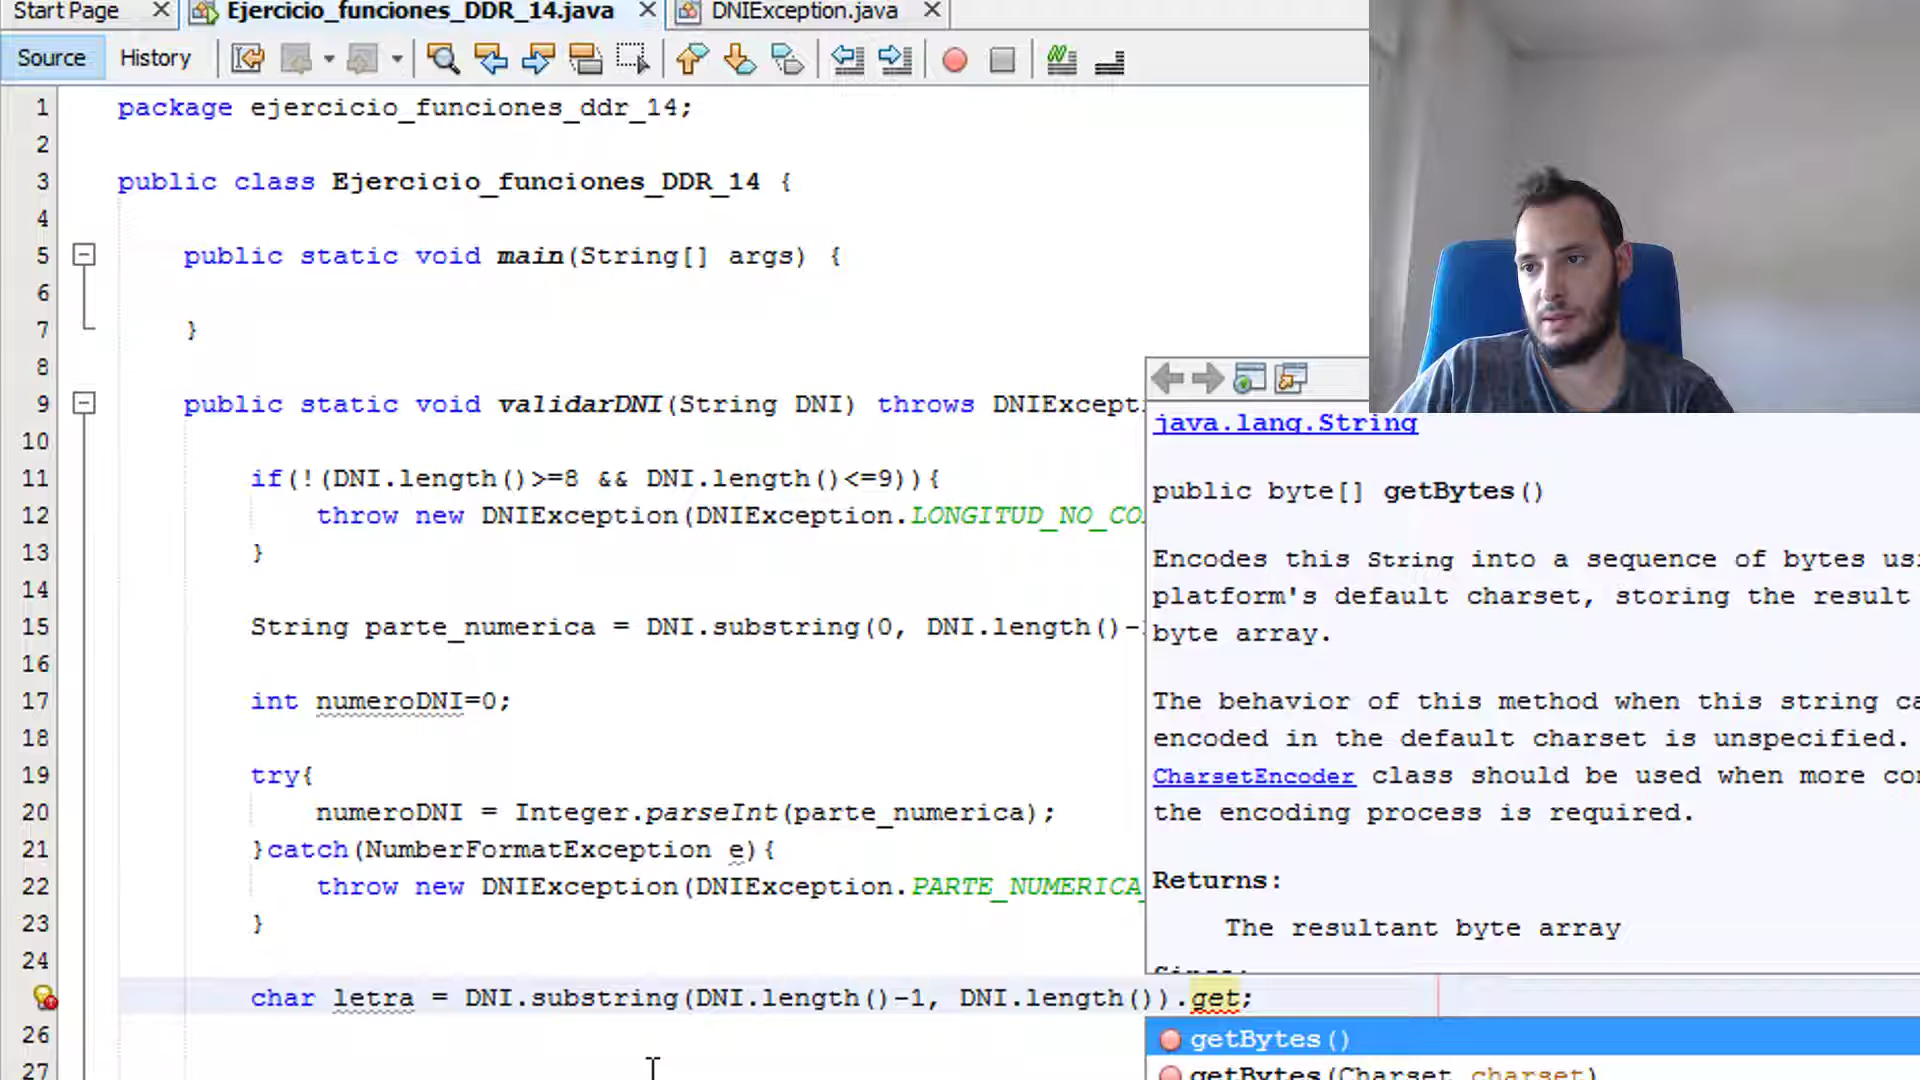 Start Page
Ejercicio_funciones_DDR_14.java
DNIException.java
Source
History
1 package ejercicio_funciones_ddr_14;
2
3 public class Ejercicio_funciones_DDR_14 {
4
5 public static void main(String[] args) {
6
7 }
8
9 public static void validarDNI(String DNI) throws DNIExcept
10
11 if(!(DNI.length()>=8 && DNI.length()<=9)){
12 throw new DNIException(DNIException.LONGITUD_NO_CO
13 }
14
15 String parte_numerica = DNI.substring(0, DNI.length()-
16
17 int numeroDNI=0;
18
19 try{
20 numeroDNI = Integer.parseInt(parte_numerica);
21 }catch(NumberFormatException e){
22 throw new DNIException(DNIException.PARTE_NUMERICA_
23 }
24
char letra = DNI.substring(DNI.length()-1, DNI.length()).get;
26
27
java.lang.String
public byte[] getBytes()
Encodes this String into a sequence of bytes us
platform's default charset, storing the result
byte array.
The behavior of this method when this string ca
encoded in the default charset is unspecified.
CharsetEncoder class should be used when more co
the encoding process is required.
Returns:
The resultant byte array
getBytes()
getBytes(Charset charset)